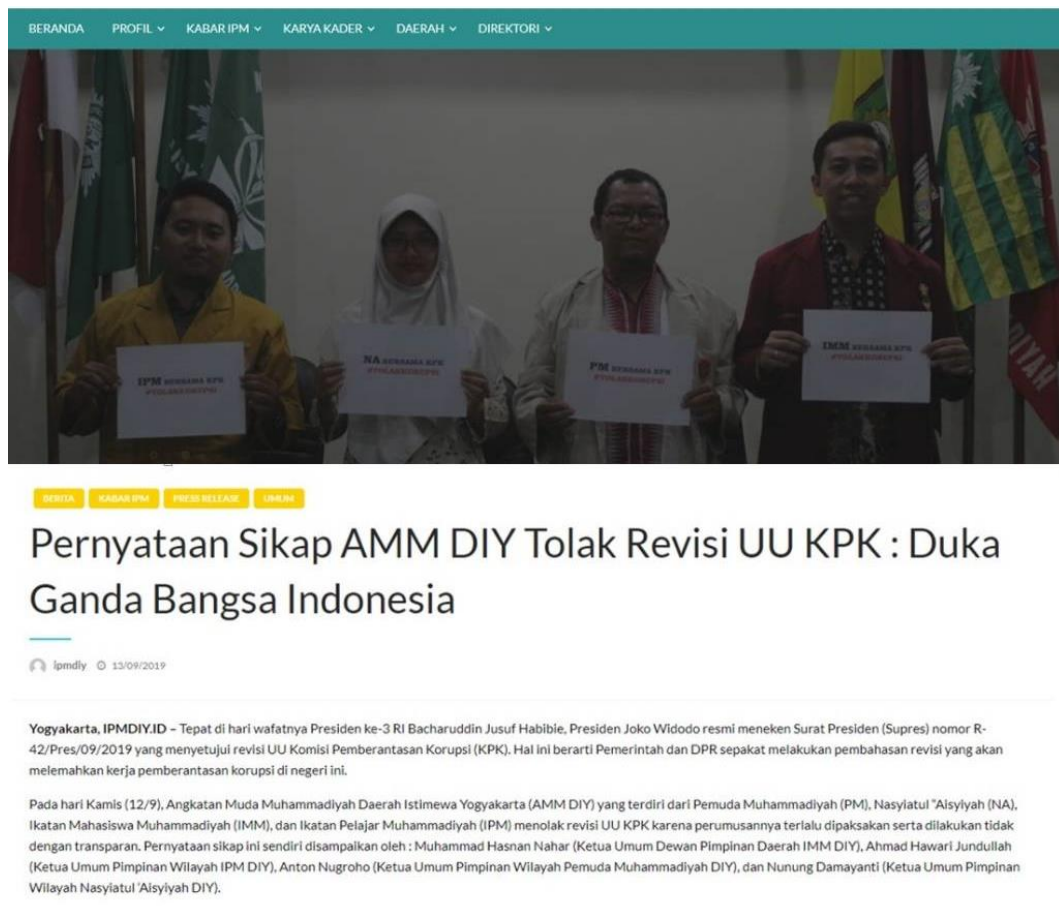 BERANDA PROFIL KABAR IPM KARYA KADER DAERAH DIREKTORI
IPM BERSAMA KPK
#TOLAKKORUPSI
NA BERSAMA KPK
#TOLAKKORUPSI
PM BERSAMA KPK
#TOLAKKORUPSI
IMM BERSAMA KPK
#TOLAKKORUPSI
BERITA KABAR IPM PRESS RELEASE UMUM
Pernyataan Sikap AMM DIY Tolak Revisi UU KPK : Duka
Ganda Bangsa Indonesia
ipmdiy 13/09/2019
Yogyakarta, IPMDIY.ID – Tepat di hari wafatnya Presiden ke-3 RI Bacharuddin Jusuf Habibie, Presiden Joko Widodo resmi meneken Surat Presiden (Supres) nomor R-
42/Pres/09/2019 yang menyetujui revisi UU Komisi Pemberantasan Korupsi (KPK). Hal ini berarti Pemerintah dan DPR sepakat melakukan pembahasan revisi yang akan
melemahkan kerja pemberantasan korupsi di negeri ini.
Pada hari Kamis (12/9), Angkatan Muda Muhammadiyah Daerah Istimewa Yogyakarta (AMM DIY) yang terdiri dari Pemuda Muhammadiyah (PM), Nasyiatul "Aisyiyah (NA),
Ikatan Mahasiswa Muhammadiyah (IMM), dan Ikatan Pelajar Muhammadiyah (IPM) menolak revisi UU KPK karena perumusannya terlalu dipaksakan serta dilakukan tidak
dengan transparan. Pernyataan sikap ini sendiri disampaikan oleh : Muhammad Hasnan Nahar (Ketua Umum Dewan Pimpinan Daerah IMM DIY), Ahmad Hawari Jundullah
(Ketua Umum Pimpinan Wilayah IPM DIY), Anton Nugroho (Ketua Umum Pimpinan Wilayah Pemuda Muhammadiyah DIY), dan Nunung Damayanti (Ketua Umum Pimpinan
Wilayah Nasyiatul 'Aisyiyah DIY).